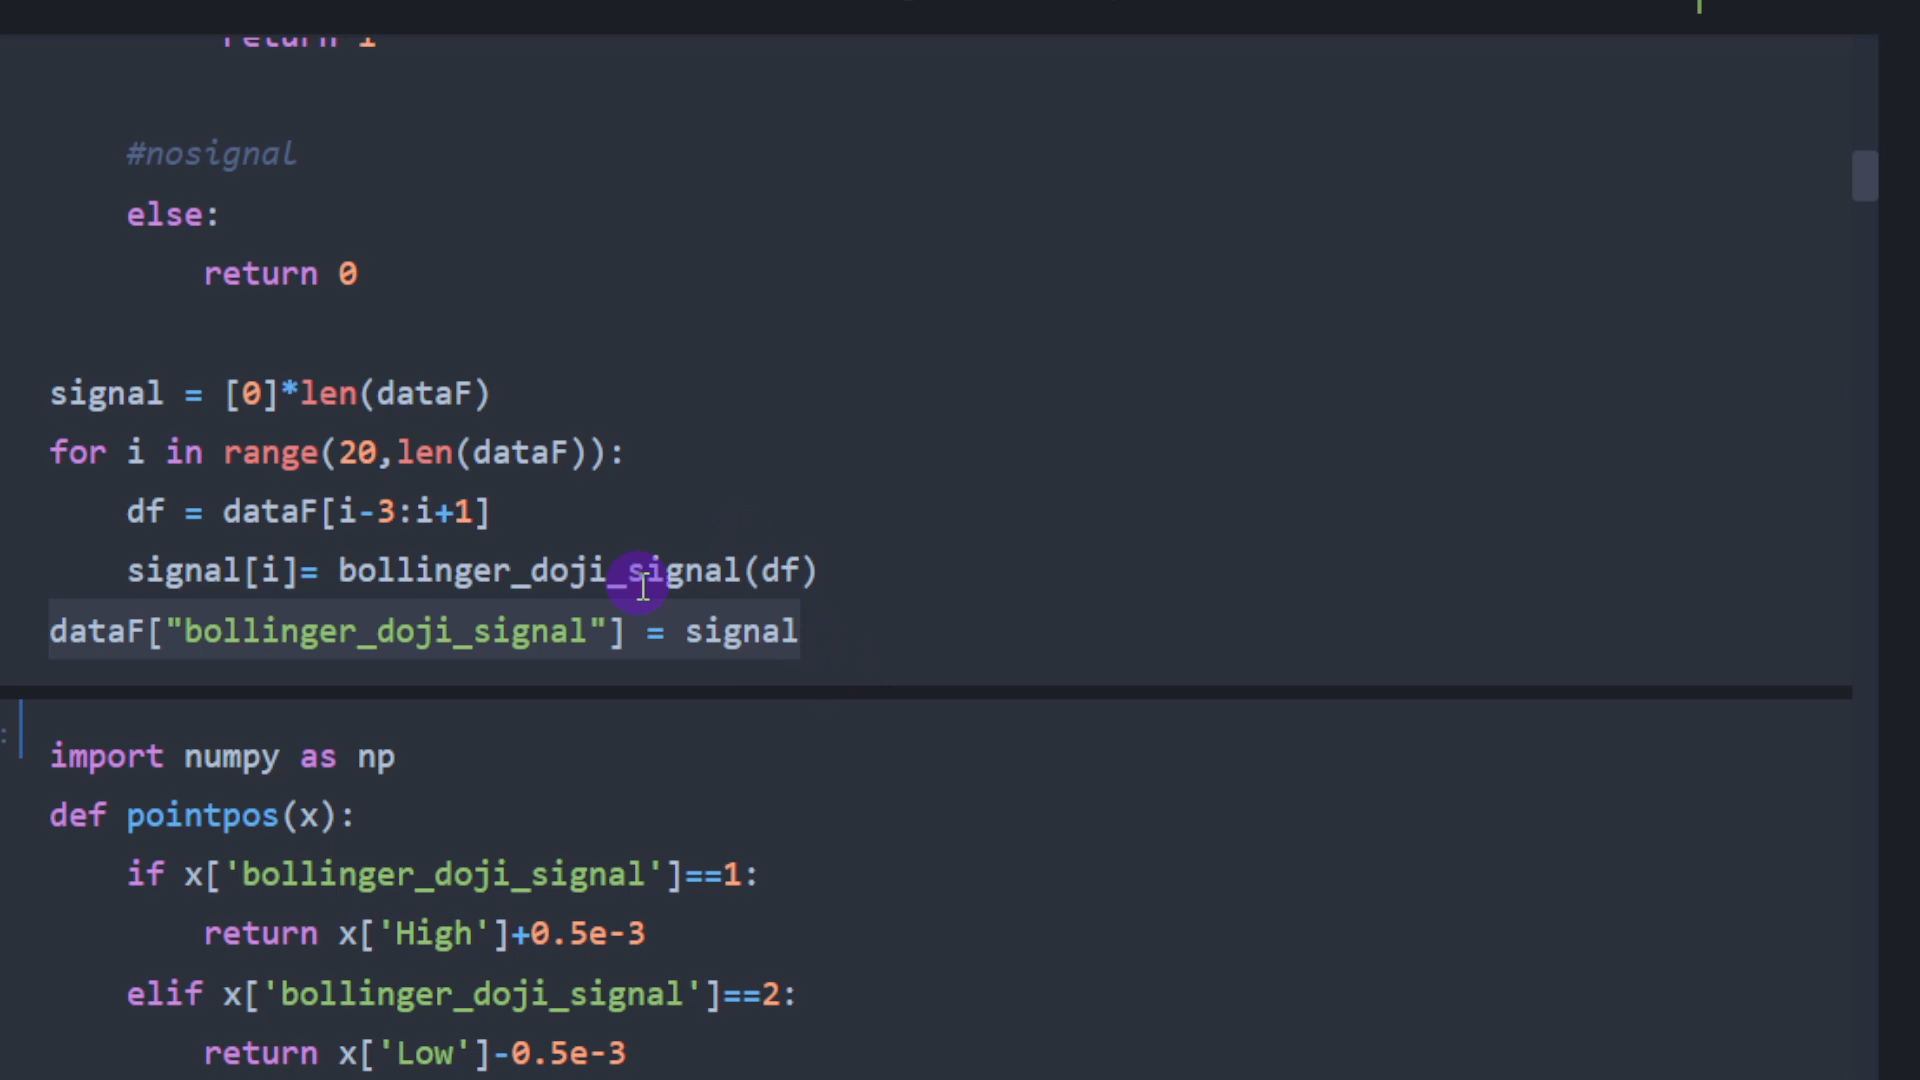 return 1
#nosignal
else:
return 0
signal = [0]*len(dataF)
for i in range(20,len(dataF)):
df = dataF[i-3:i+1]
signal[i]= bollinger_doji_signal(df)
dataF["bollinger_doji_signal"] = signal
:
import numpy as np
def pointpos(x):
if x['bollinger_doji_signal']==1:
return x['High']+0.5e-3
elif x['bollinger_doji_signal']==2:
return x['Low']-0.5e-3